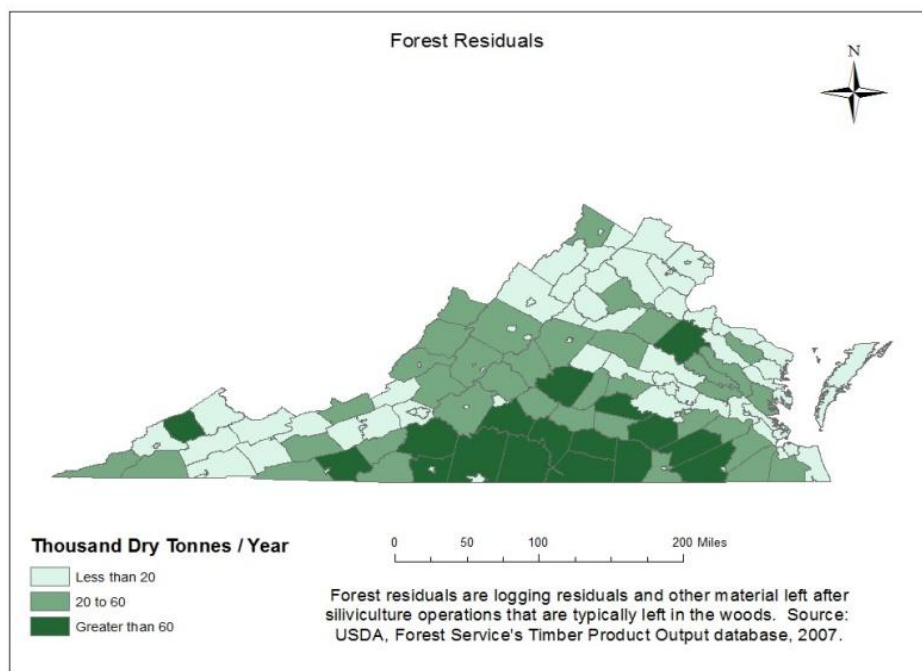 Forest Residuals
N
Thousand Dry Tonnes / Year
Less than 20
20 to 60
Greater than 60
0 50 100 200 Miles
Forest residuals are logging residuals and other material left after
siliviculture operations that are typically left in the woods. Source:
USDA, Forest Service's Timber Product Output database, 2007.